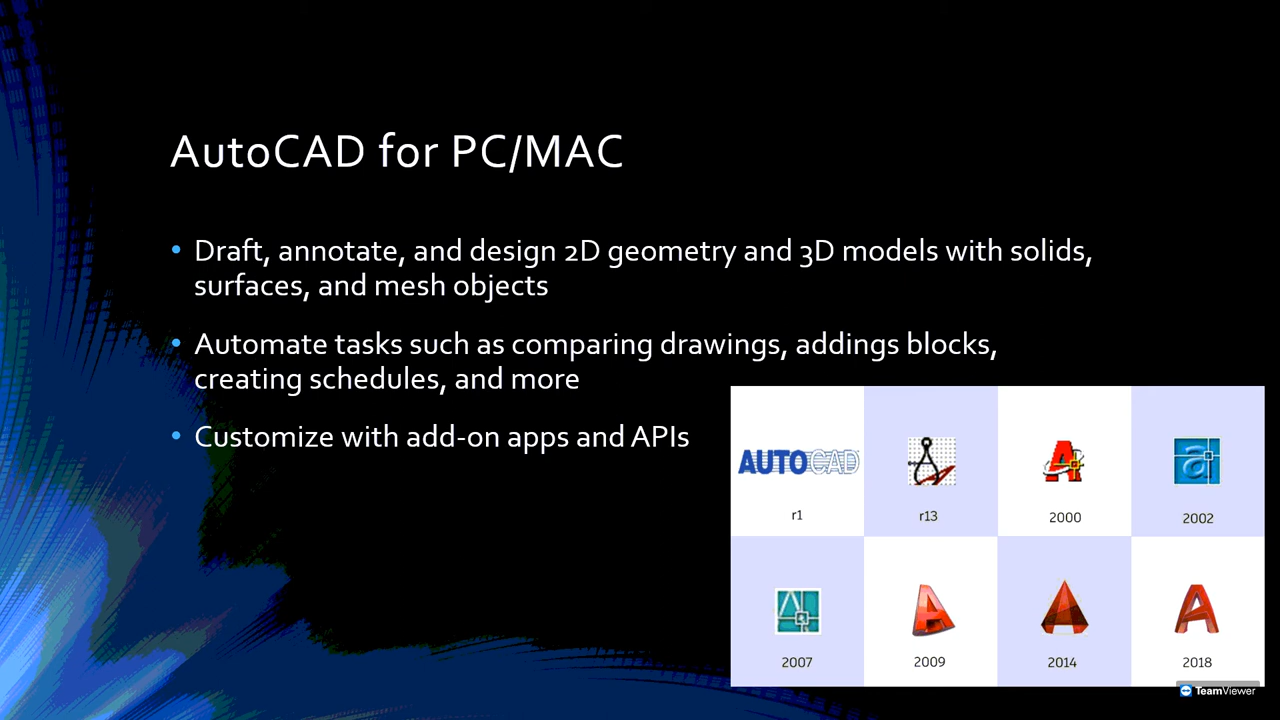 AutoCAD for PC/MAC
• Draft, annotate, and design 2D geometry and 3D models with solids,
surfaces, and mesh objects
• Automate tasks such as comparing drawings, addings blocks,
creating schedules, and more
• Customize with add-on apps and APIs
AUTOCAD
r1
r13
2000
2002
2007
2009
2014
2018
TeamViewer